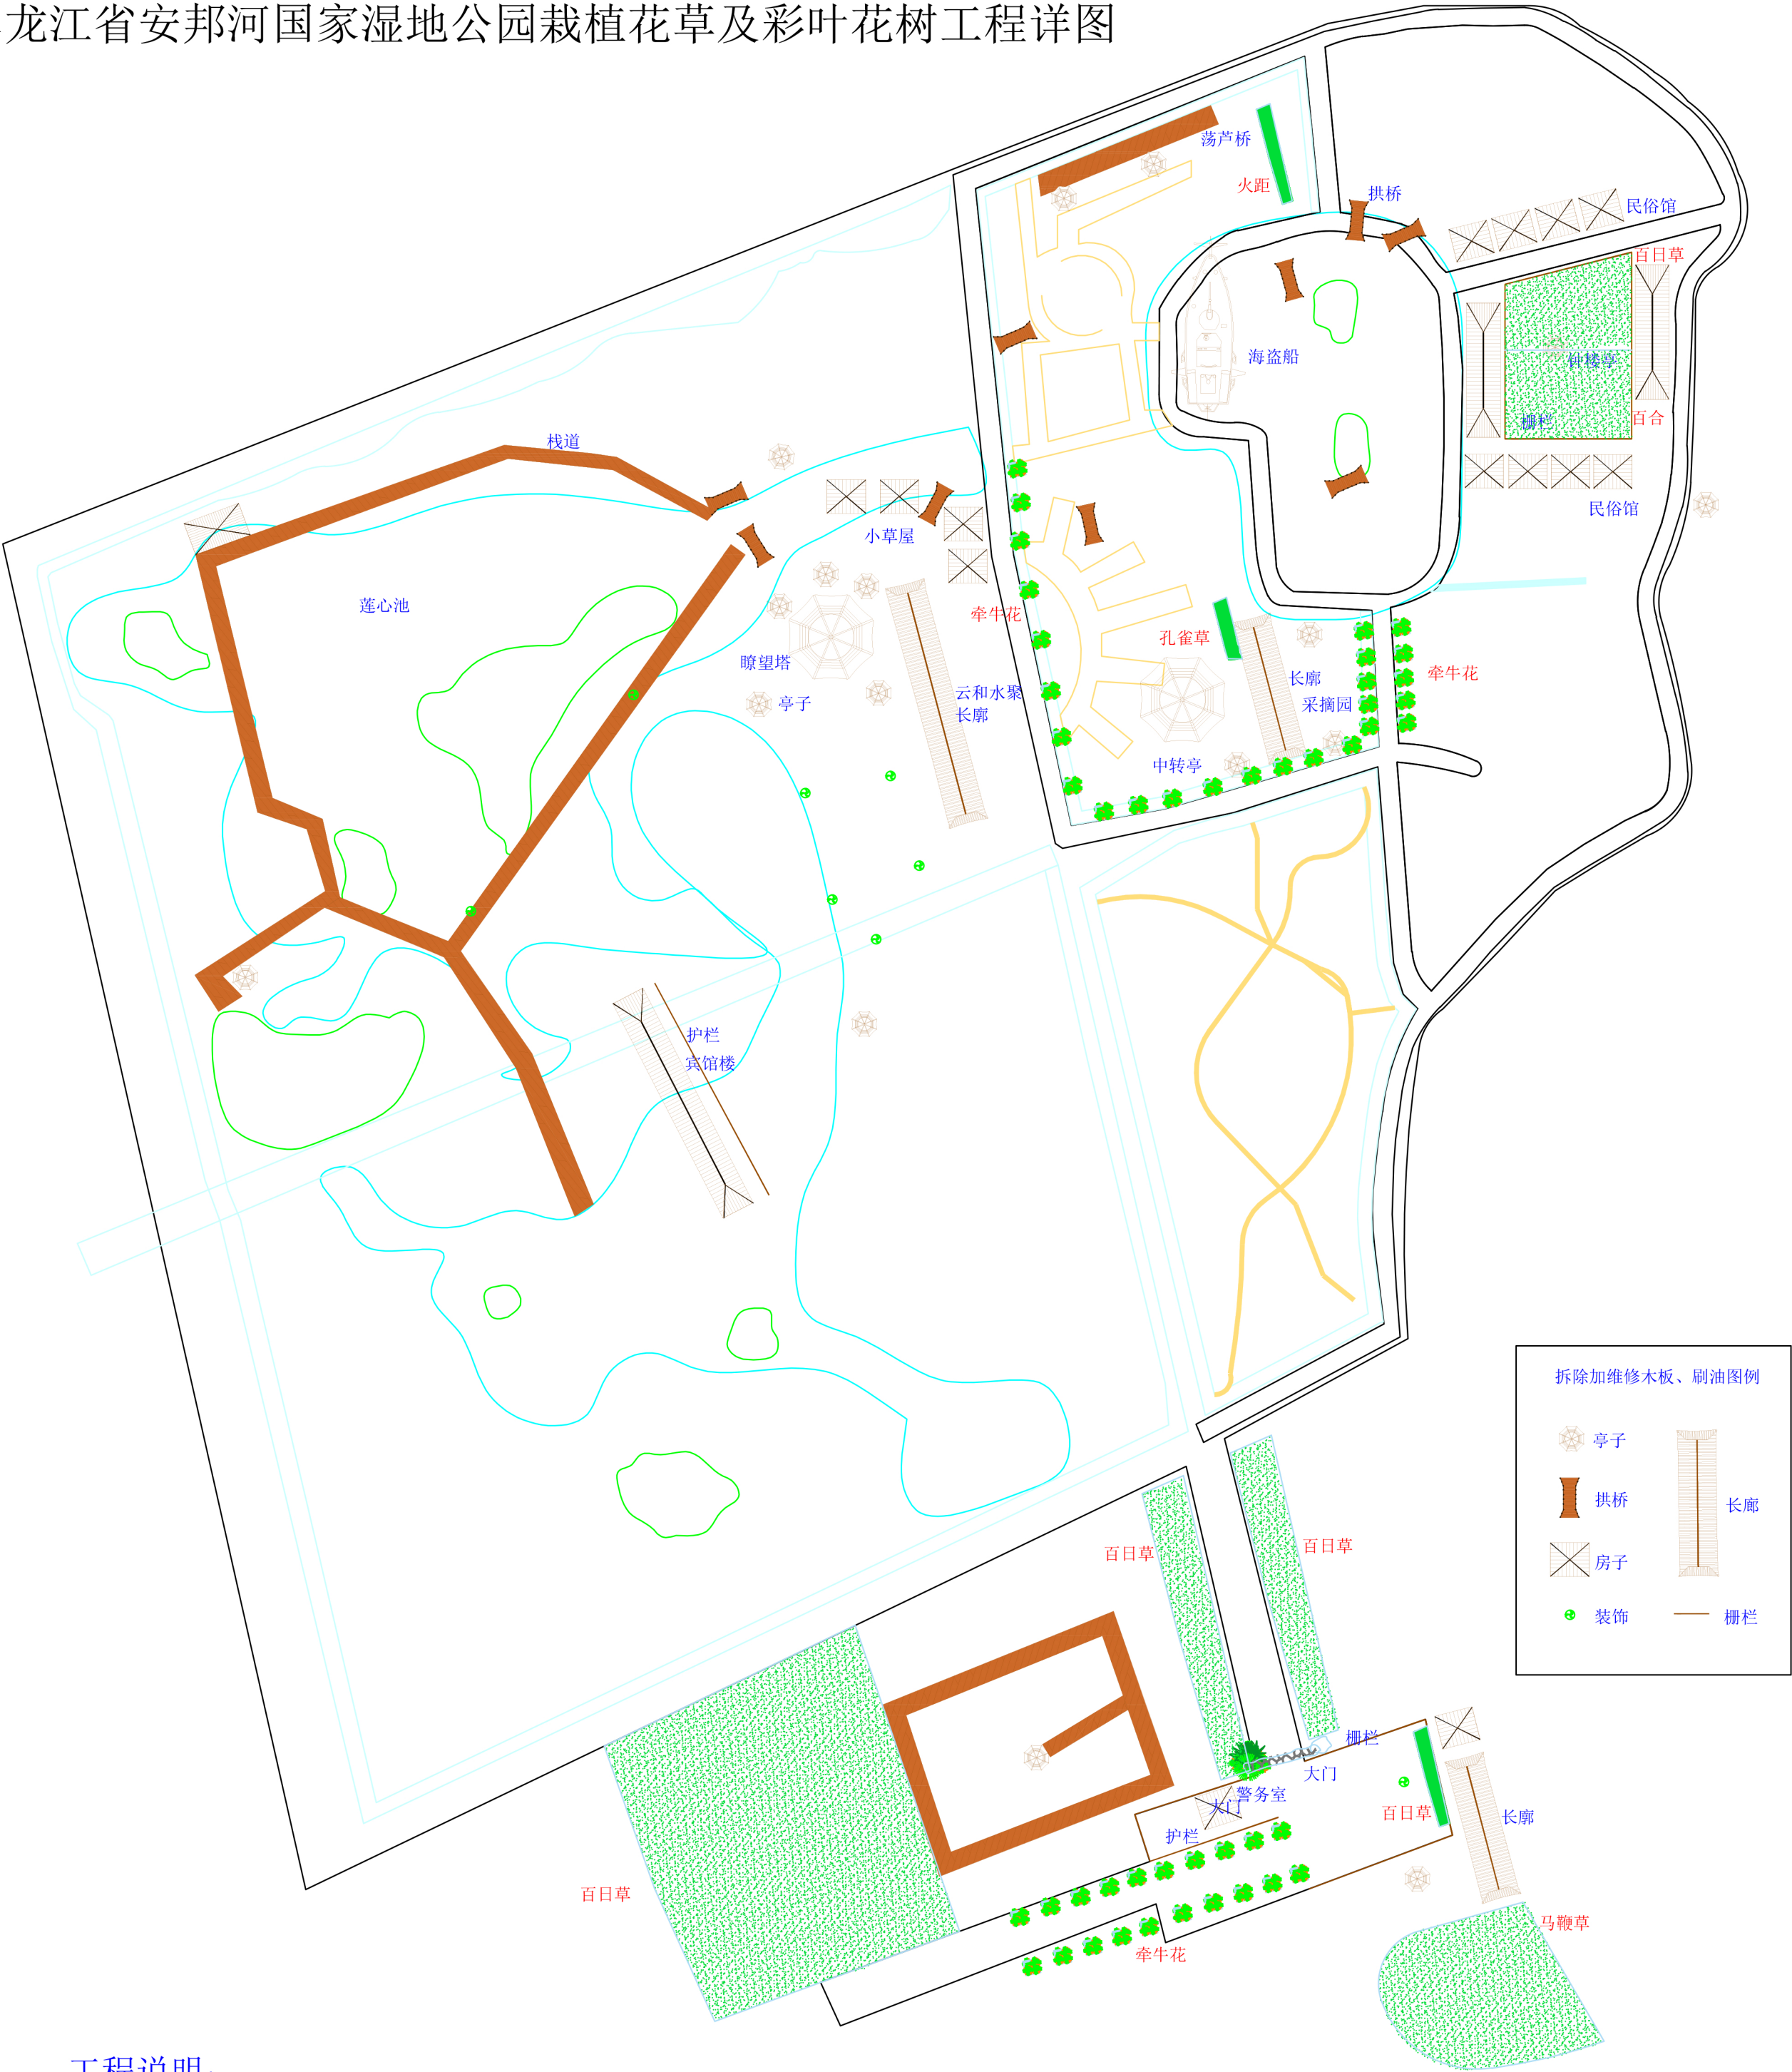 龙江省安邦河国家湿地公园栽植花草及彩叶花树工程详图
荡芦桥
火距
拱桥
民俗馆
百日草
海盗船
钟楼亭
栅栏
百合
民俗馆
栈道
小草屋
莲心池
牵牛花
孔雀草
瞭望塔
亭子
云和水聚
长廊
长廊
采摘园
牵牛花
中转亭
护栏
宾馆楼
拆除加维修木板、刷油图例
亭子
拱桥
长廊
房子
装饰
栅栏
百日草
百日草
栅栏
大门
警务室
大门
护栏
百日草
长廊
百日草
马鞭草
牵牛花
工程说明: